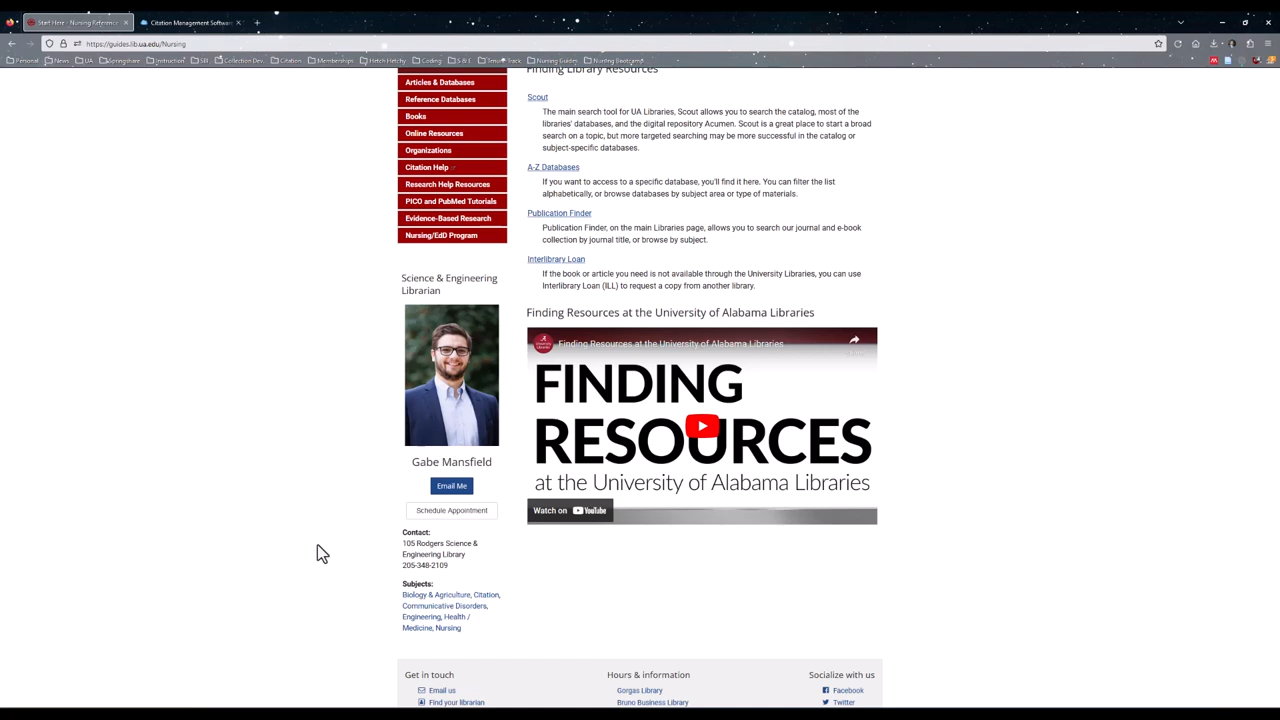 Start Here - Nursing Reference
Citation Management Software
https://guides.lib.ua.edu/Nursing
Personal News UA Springshare Instruction SEL Collection Dev. Citation Memberships Hetch Hetchy Coding S & E Tenure Track Nursing Guides Nursing Bootcamp
Finding Library Resources
Articles & Databases
Reference Databases
Books
Online Resources
Organizations
Citation Help
Research Help Resources
PICO and PubMed Tutorials
Evidence-Based Research
Nursing/EdD Program
Scout
The main search tool for UA Libraries, Scout allows you to search the catalog, most of the
libraries' databases, and the digital repository Acumen. Scout is a great place to start a broad
search on a topic, but more targeted searching may be more successful in the catalog or
subject-specific databases.
A-Z Databases
If you want to access to a specific database, you'll find it here. You can filter the list
alphabetically, or browse databases by subject area or type of materials.
Publication Finder
Publication Finder, on the main Libraries page, allows you to search our journal and e-book
collection by journal title, or browse by subject.
Interlibrary Loan
If the book or article you need is not available through the University Libraries, you can use
Interlibrary Loan (ILL) to request a copy from another library.
Science & Engineering
Librarian
Gabe Mansfield
Email Me
Schedule Appointment
Contact:
105 Rodgers Science &
Engineering Library
205-348-2109
Subjects:
Biology & Agriculture, Citation,
Communicative Disorders,
Engineering, Health /
Medicine, Nursing
Finding Resources at the University of Alabama Libraries
Finding Resources at the University of Alabama Libraries
FINDING
RESOURCES
at the University of Alabama Libraries
Watch on YouTube
Get in touch
Email us
Find your librarian
Hours & information
Gorgas Library
Bruno Business Library
Socialize with us
Facebook
Twitter